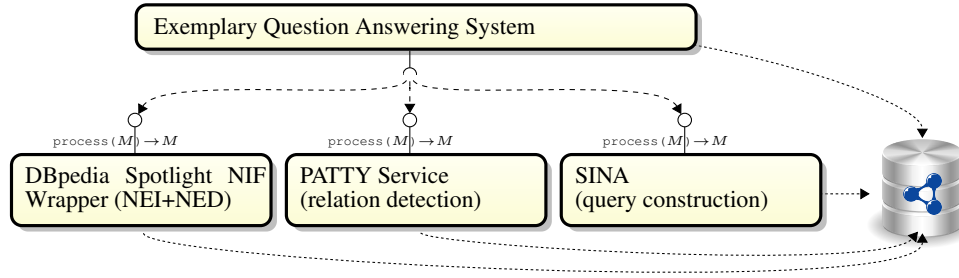 Exemplary Question Answering System
process(M)→M
process(M)→M
process(M)→M
DBpedia Spotlight NIF
Wrapper (NEI+NED)
PATTY Service
(relation detection)
SINA
(query construction)